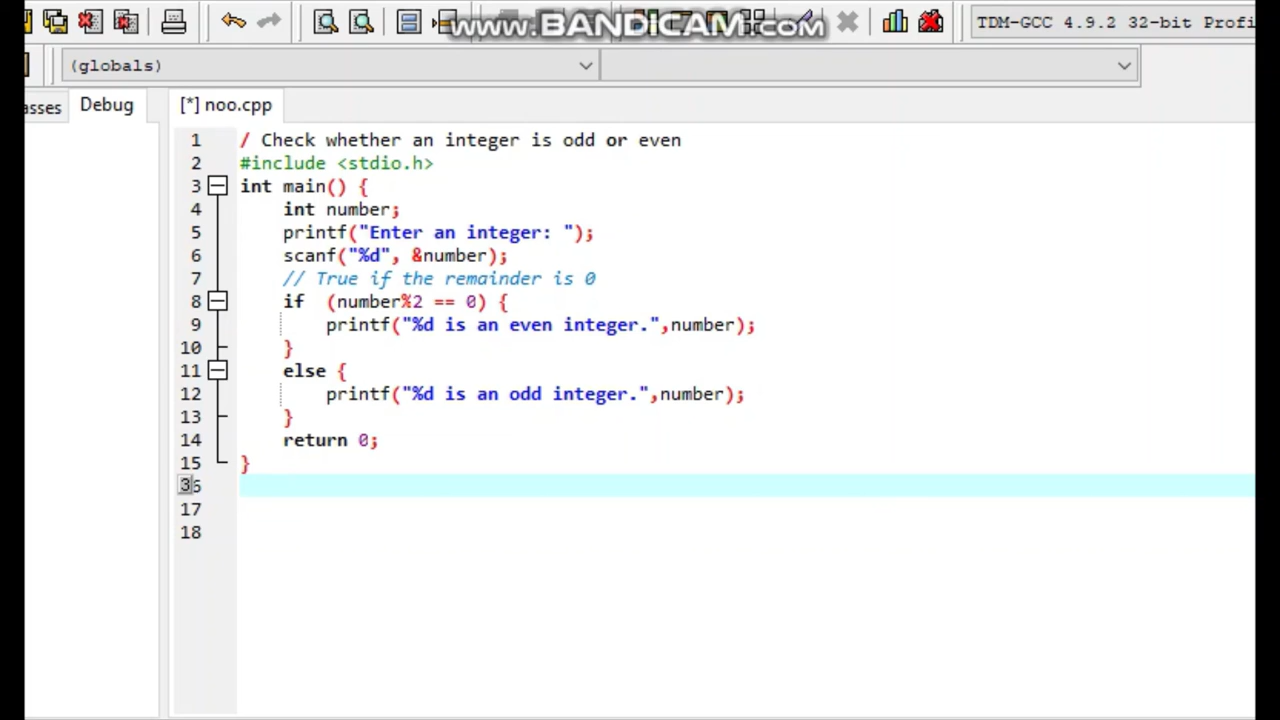 www.BANDICAM.com
TDM-GCC 4.9.2 32-bit Profi
(globals)
asses Debug [*] noo.cpp
1 / Check whether an integer is odd or even
2 #include <stdio.h>
3 int main() {
4 int number;
5 printf("Enter an integer: ");
6 scanf("%d", &number);
7 // True if the remainder is 0
8 if (number%2 == 0) {
9 printf("%d is an even integer.",number);
10 }
11 else {
12 printf("%d is an odd integer.",number);
13 }
14 return 0;
15 }
36
17
18